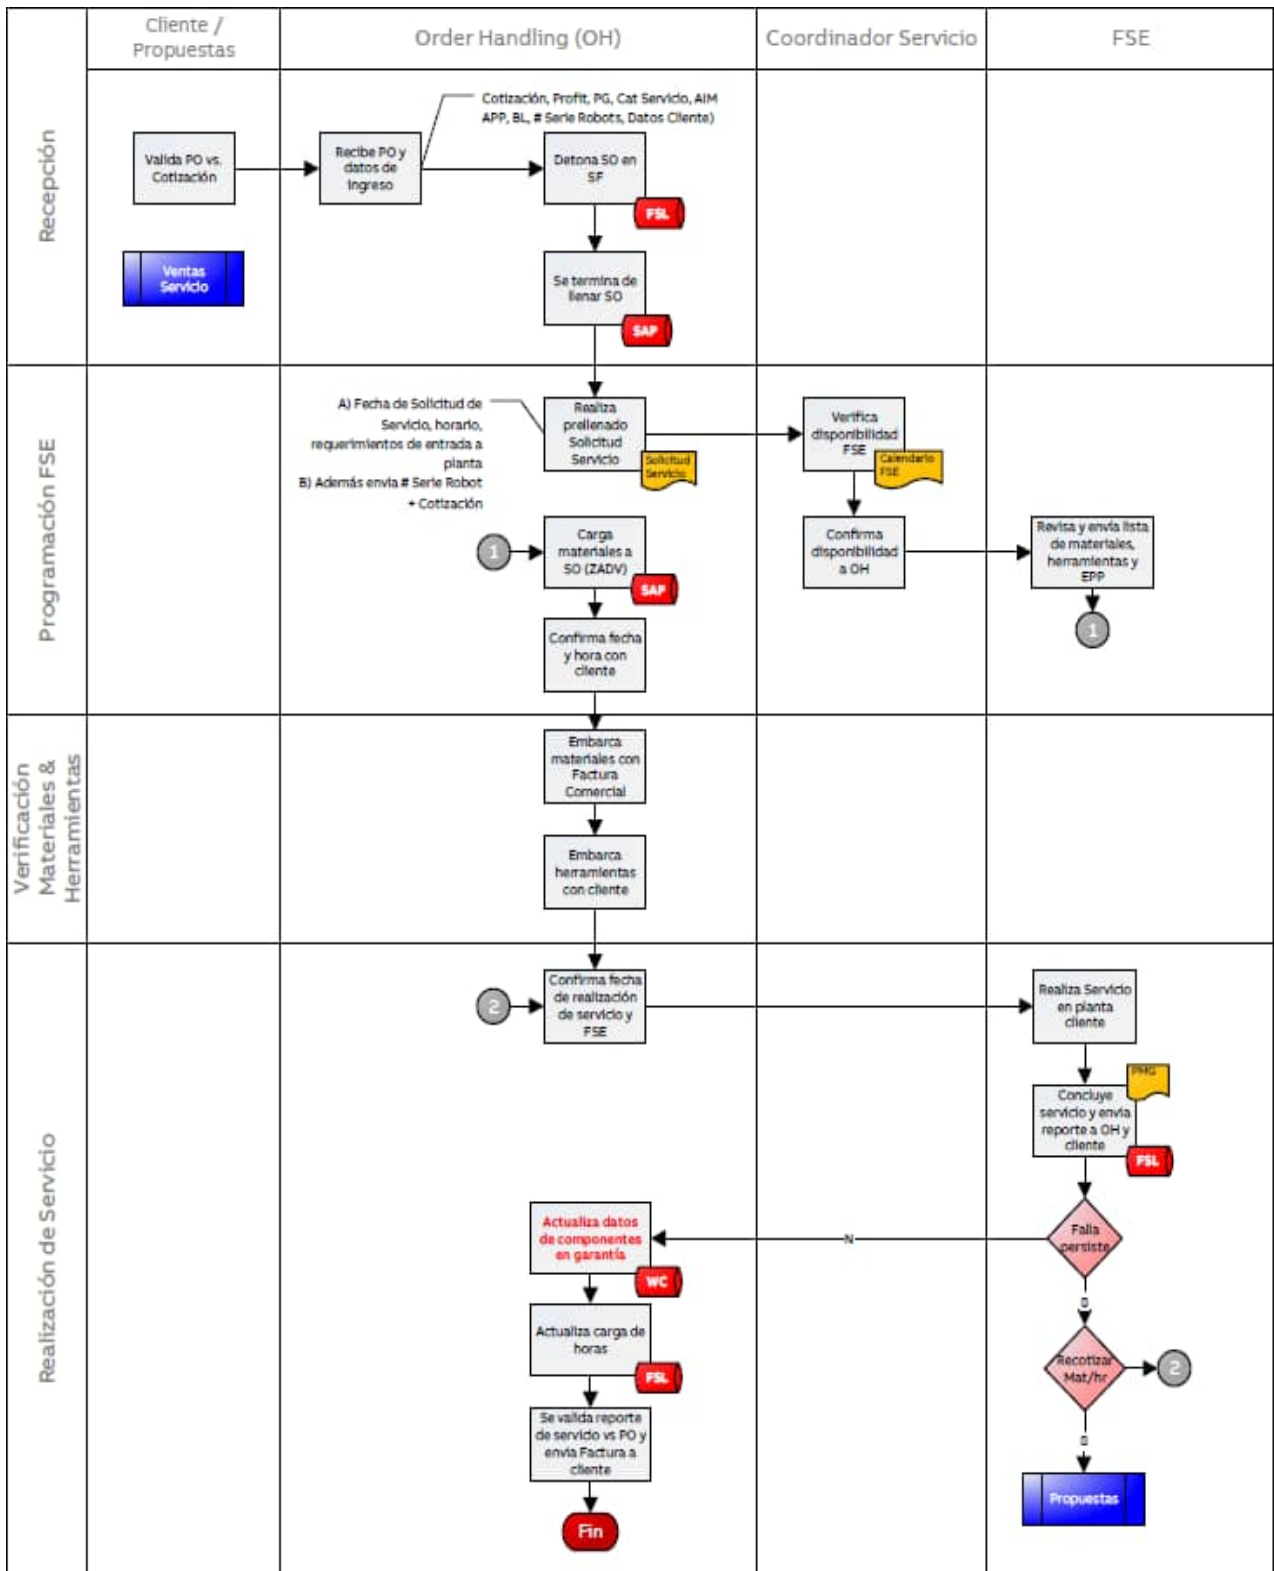 Cliente /
Propuestas
Order Handling (OH)
Coordinador Servicio
FSE
Recepción
Cotización, Profit, PG, Cat Servicio, AIM
APP, BL, # Serie Robots, Datos Cliente)
Valida PO vs.
Cotización
Recibe PO y
datos de
ingreso
Detona SO en
SF
FSL
Ventas
Servicio
Se termina de
llenar SO
SAP
Programación FSE
A) Fecha de Solicitud de
Servicio, horario,
requerimientos de entrada a
planta
B) Además envia # Serie Robot
+ Cotización
Realiza
prellenado
Solicitud
Servicio
Solicitud
Servicio
Verifica
disponibilidad
FSE
Calendario
FSE
1
Carga
materiales a
SO (ZADV)
SAP
Confirma
disponibilidad
a OH
Revisa y envía lista
de materiales,
herramientas y
EPP
1
Confirma fecha
y hora con
cliente
Verificación
Materiales &
Herramientas
Embarca
materiales con
Factura
Comercial
Embarca
herramientas
con cliente
Realización de Servicio
2
Confirma fecha
de realización
de servicio y
FSE
Realiza Servicio
en planta
cliente
PMG
Concluye
servicio y envia
reporte a OH y
cliente
FSL
Falla
persiste
N
Actualiza datos
de componentes
en garantía
WC
Actualiza carga de
horas
FSL
Recotizar
Mat/hr
2
Se valida reporte
de servicio vs PO y
envia Factura a
cliente
Propuestas
Fin